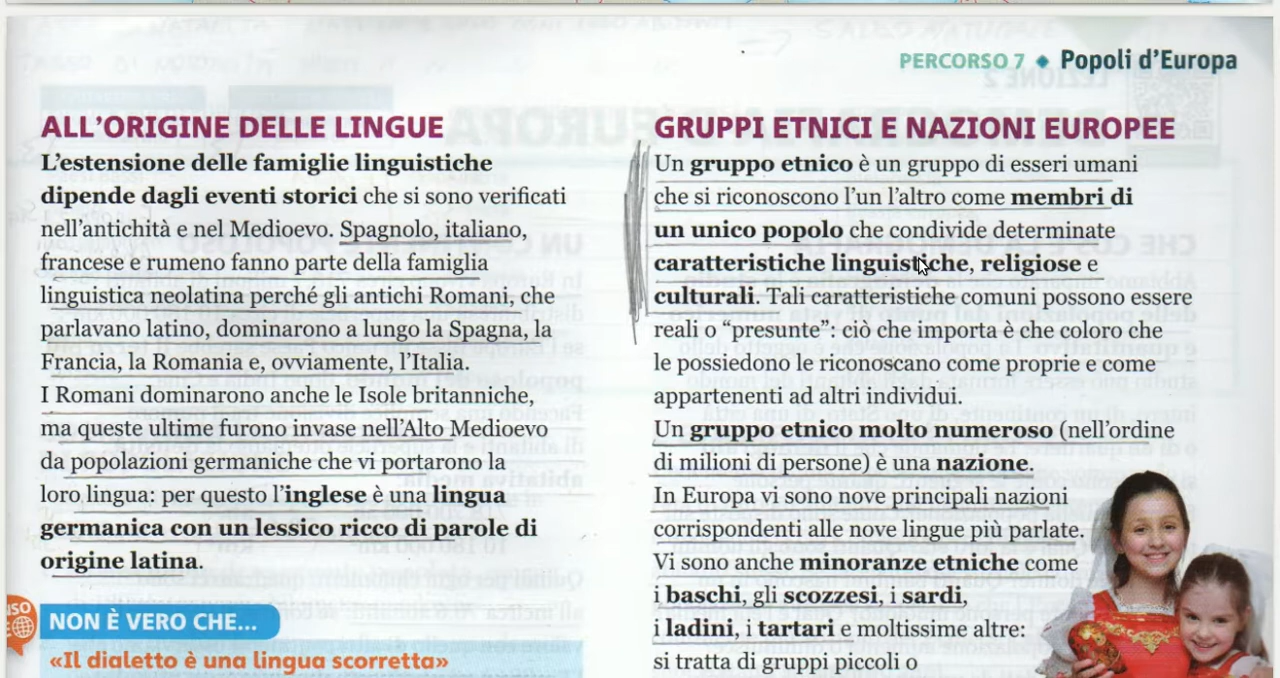 PERCORSO 7 ◆ Popoli d'Europa
ALL'ORIGINE DELLE LINGUE
L'estensione delle famiglie linguistiche
dipende dagli eventi storici che si sono verificati
nell'antichità e nel Medioevo. Spagnolo, italiano,
francese e rumeno fanno parte della famiglia
linguistica neolatina perché gli antichi Romani, che
parlavano latino, dominarono a lungo la Spagna, la
Francia, la Romania e, ovviamente, l'Italia.
I Romani dominarono anche le Isole britanniche,
ma queste ultime furono invase nell'Alto Medioevo
da popolazioni germaniche che vi portarono la
loro lingua: per questo l'inglese è una lingua
germanica con un lessico ricco di parole di
origine latina.
NON È VERO CHE...
«Il dialetto è una lingua scorretta»
GRUPPI ETNICI E NAZIONI EUROPEE
Un gruppo etnico è un gruppo di esseri umani
che si riconoscono l'un l'altro come membri di
un unico popolo che condivide determinate
caratteristiche linguistiche, religiose e
culturali. Tali caratteristiche comuni possono essere
reali o "presunte": ciò che importa è che coloro che
le possiedono le riconoscano come proprie e come
appartenenti ad altri individui.
Un gruppo etnico molto numeroso (nell'ordine
di milioni di persone) è una nazione.
In Europa vi sono nove principali nazioni
corrispondenti alle nove lingue più parlate.
Vi sono anche minoranze etniche come
i baschi, gli scozzesi, i sardi,
i ladini, i tartari e moltissime altre:
si tratta di gruppi piccoli o